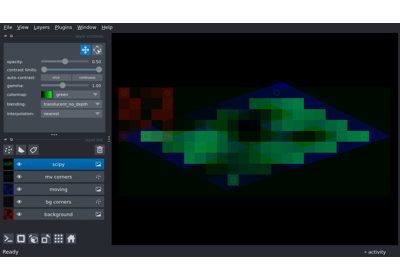 File View Layers Plugins Window Help
opacity: 0.50
contrast limits:
auto-contrast: once continuous
gamma: 1.00
colormap: green
blending: translucent_no_depth
interpolation: nearest
scipy
mv corners
moving
bg corners
background
Ready
activity